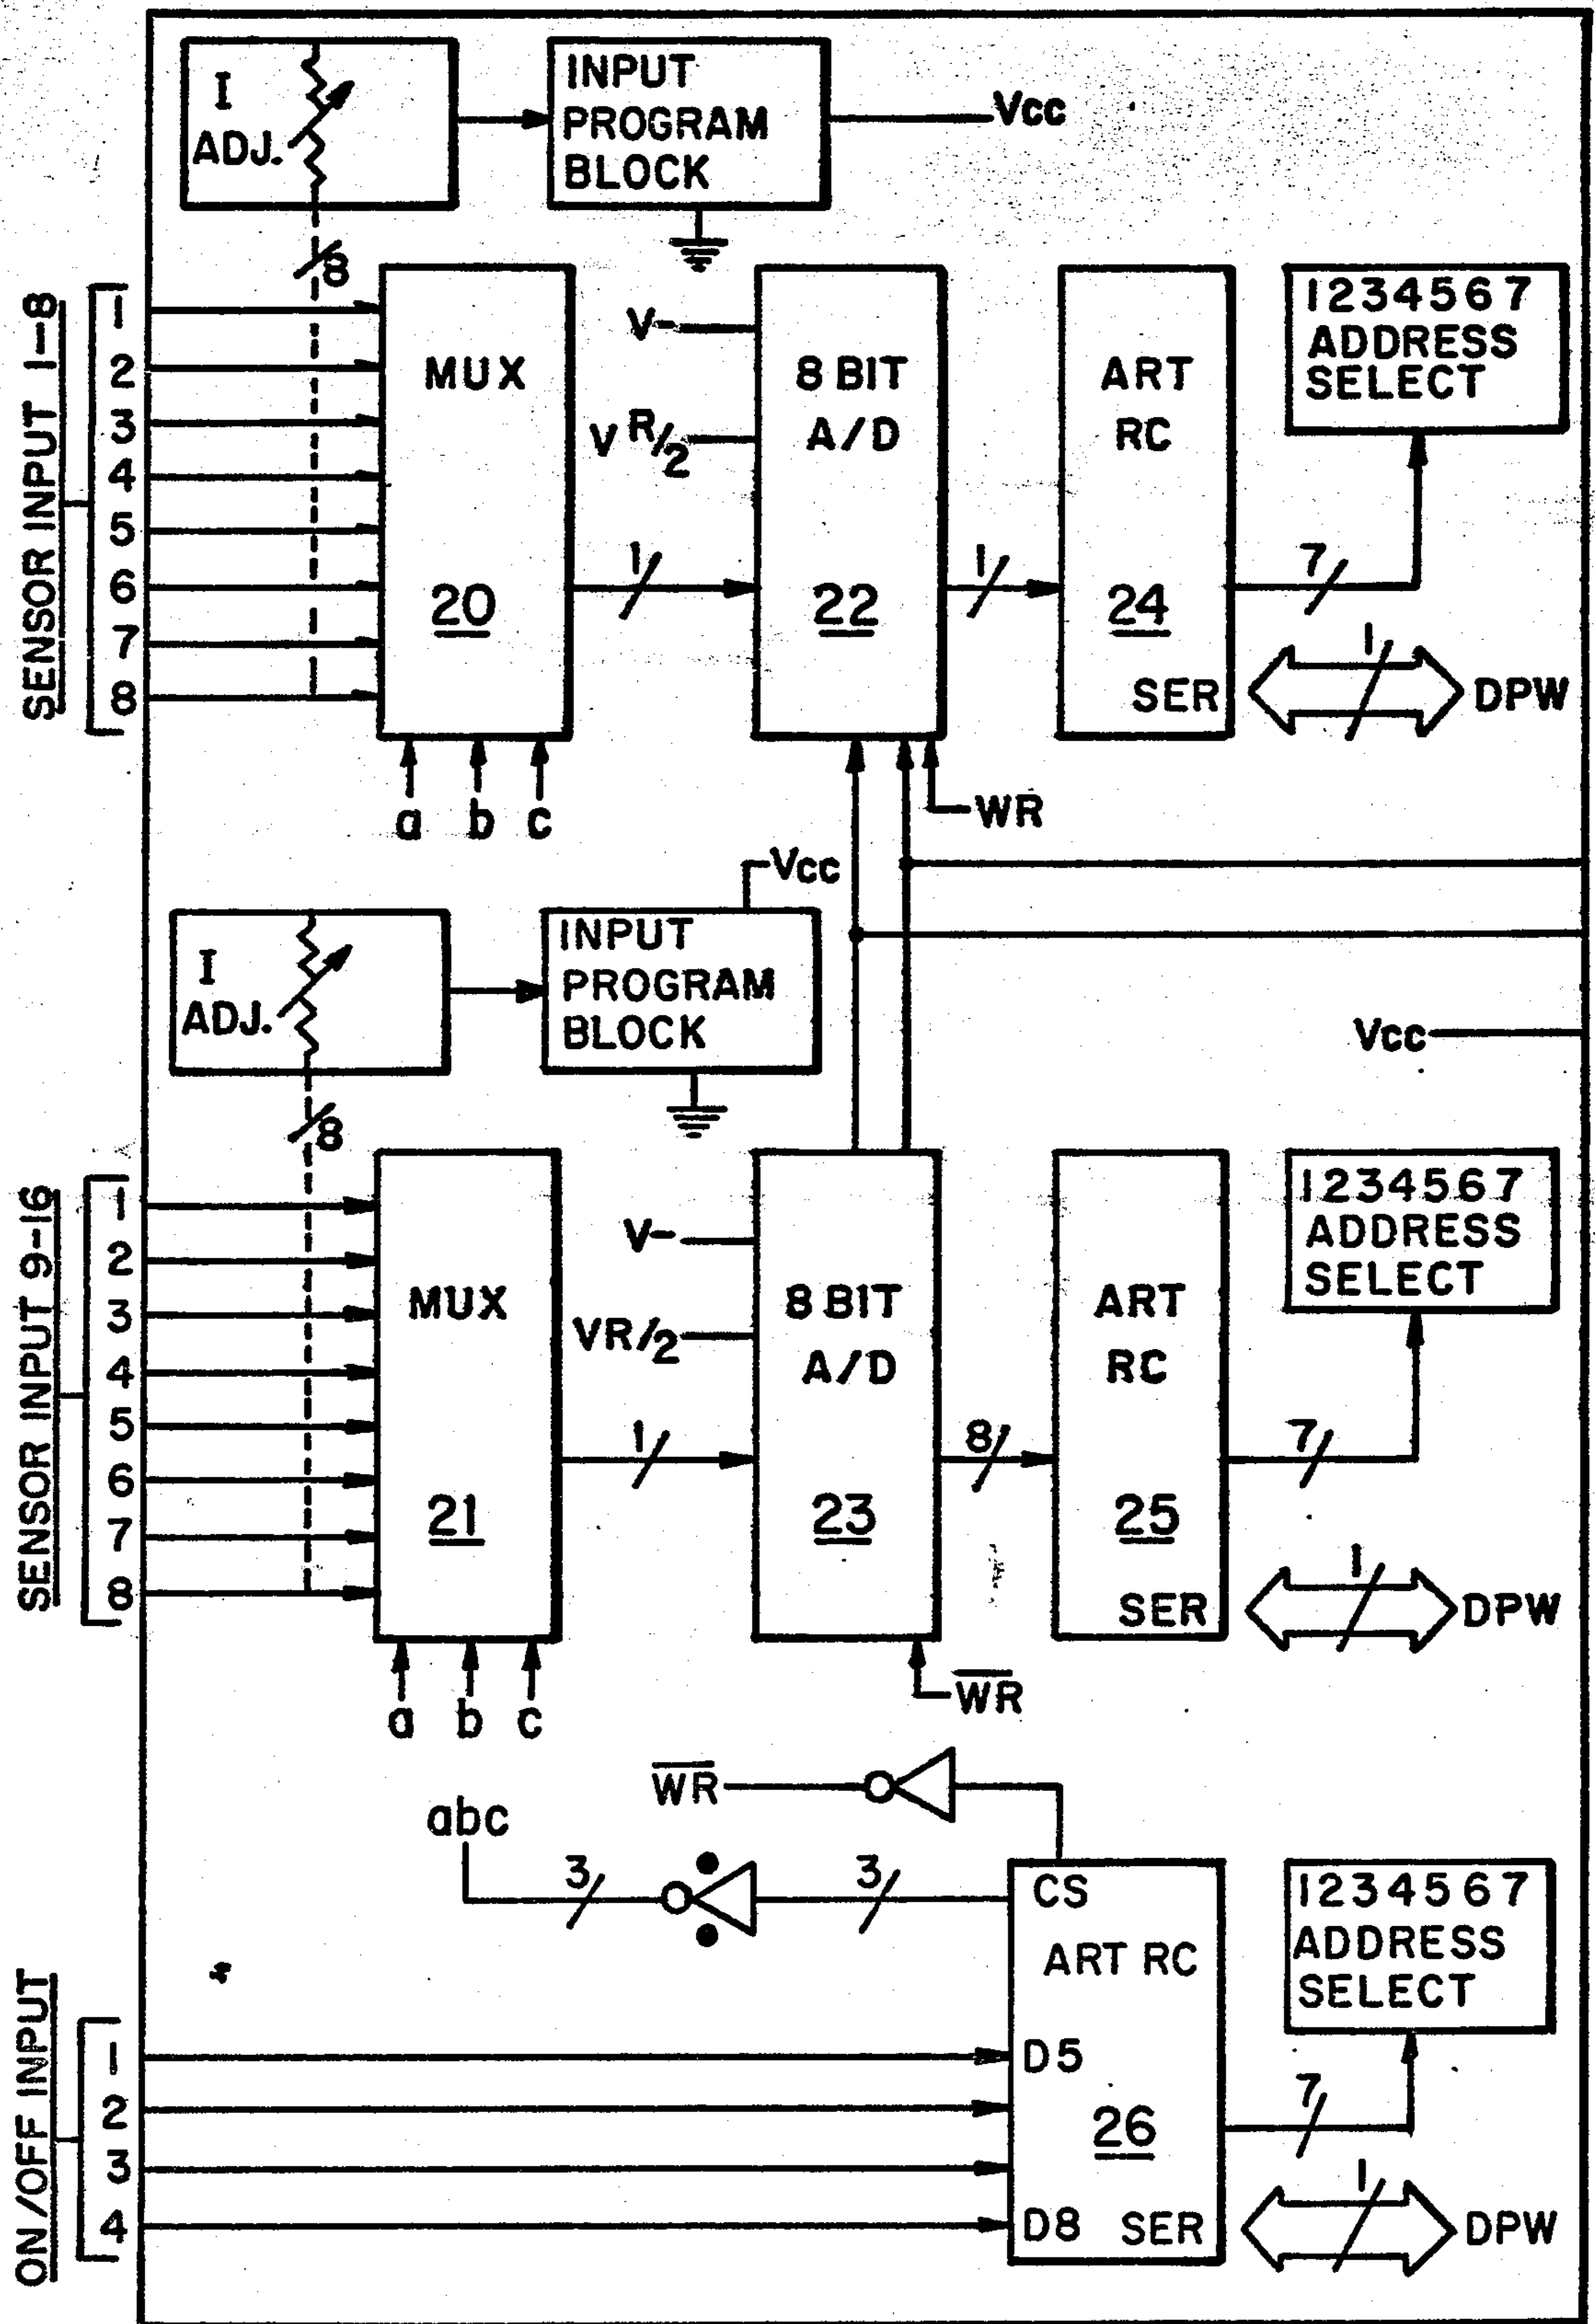 I
ADJ.
INPUT
PROGRAM
BLOCK
Vcc
8
SENSOR INPUT 1-8
1
2
3
4
5
6
7
8
MUX
20
a b c
V-
V R/2
1
8 BIT
A/D
22
1
WR
ART
RC
24
SER
1234567
ADDRESS
SELECT
7
1
DPW
Vcc
I
ADJ.
INPUT
PROGRAM
BLOCK
Vcc
8
SENSOR INPUT 9-16
1
2
3
4
5
6
7
8
MUX
21
a b c
V-
VR/2
1
8 BIT
A/D
23
8
W̅R̅
ART
RC
25
SER
1234567
ADDRESS
SELECT
7
1
DPW
W̅R̅
abc
3
3
CS
ART RC
D5
26
D8 SER
1234567
ADDRESS
SELECT
7
1
DPW
ON/OFF INPUT
1
2
3
4